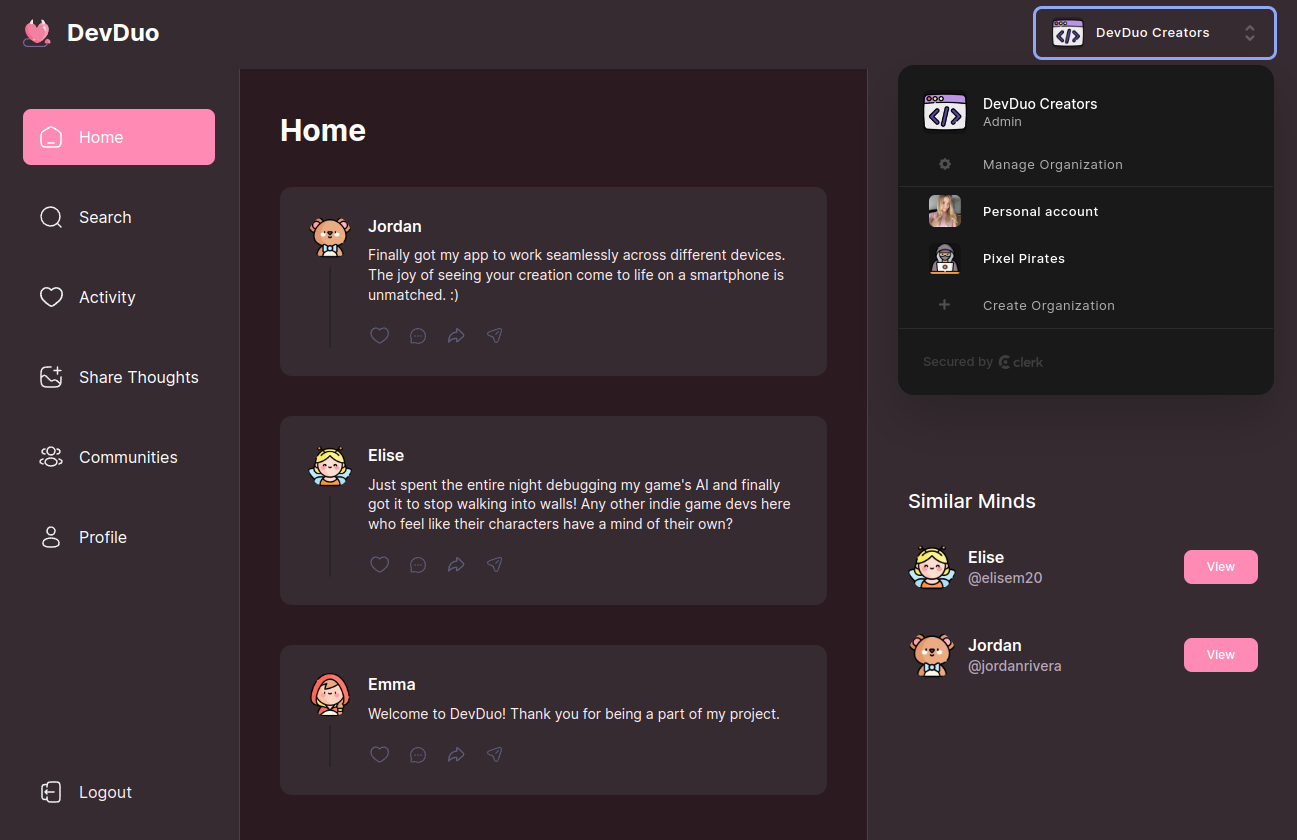 DevDuo
DevDuo Creators
Home
Search
Activity
Share Thoughts
Communities
Profile
Logout
Home
Jordan
Finally got my app to work seamlessly across different devices.
The joy of seeing your creation come to life on a smartphone is
unmatched. :)
Elise
Just spent the entire night debugging my game's AI and finally
got it to stop walking into walls! Any other indie game devs here
who feel like their characters have a mind of their own?
Emma
Welcome to DevDuo! Thank you for being a part of my project.
DevDuo Creators
Admin
Manage Organization
Personal account
Pixel Pirates
Create Organization
Secured by clerk
Similar Minds
Elise
@elisem20
View
Jordan
@jordanrivera
View